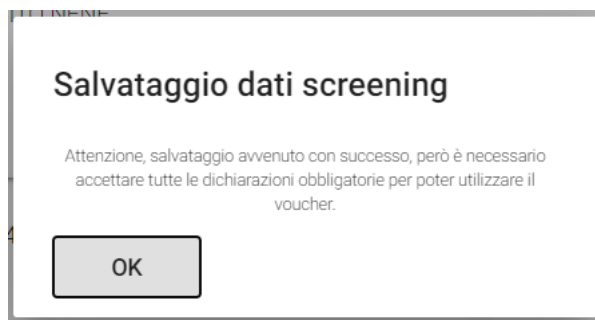 Salvataggio dati screening
Attenzione, salvataggio avvenuto con successo, però è necessario
accettare tutte le dichiarazioni obbligatorie per poter utilizzare il
voucher.
OK